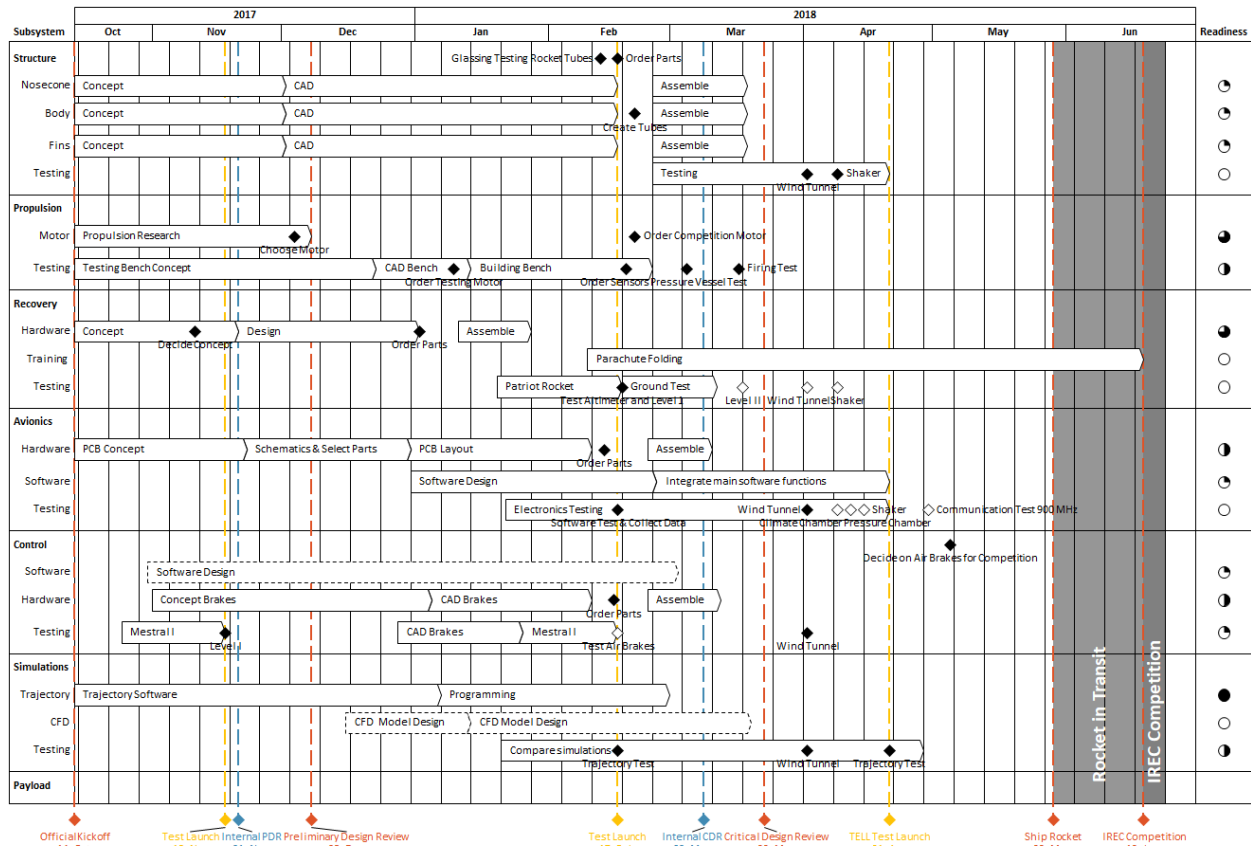 2017 2018
Subsystem Oct Nov Dec Jan Feb Mar Apr May Jun Readiness
Structure Glassing Testing Rocket Tubes Order Parts
Nosecone Concept CAD Assemble
Body Concept CAD Assemble
Create Tubes
Fins Concept CAD Assemble
Testing Testing Shaker
Wind Tunnel
Propulsion
Motor Propulsion Research Order Competition Motor
Choose Motor
Testing Testing Bench Concept CAD Bench Building Bench Firing Test
Order Testing Motor Order Sensors Pressure Vessel Test
Recovery
Hardware Concept Design Assemble
Decide Concept Order Parts
Training Parachute Folding
Testing Patriot Rocket Ground Test
Test Altimeter and Level 1 Level II Wind Tunnel Shaker
Avionics
Hardware PCB Concept Schematics & Select Parts PCB Layout Assemble
Order Parts
Software Software Design Integrate main software functions
Testing Electronics Testing Wind Tunnel Shaker Communication Test 900 MHz
Software Test & Collect Data Climate Chamber Pressure Chamber
Control
Decide on Air Brakes for Competition
Software Software Design
Hardware Concept Brakes CAD Brakes Assemble
Order Parts
Testing Mestral I CAD Brakes Mestral I
Level I Test Air Brakes Wind Tunnel
Simulations
Trajectory Trajectory Software Programming
CFD CFD Model Design CFD Model Design
Testing Compare simulations
Trajectory Test Wind Tunnel Trajectory Test
Payload
Rocket in Transit
IREC Competition
Official Kickoff Test Launch Internal PDR Preliminary Design Review Test Launch Internal CDR Critical Design Review TELL Test Launch Ship Rocket IREC Competition